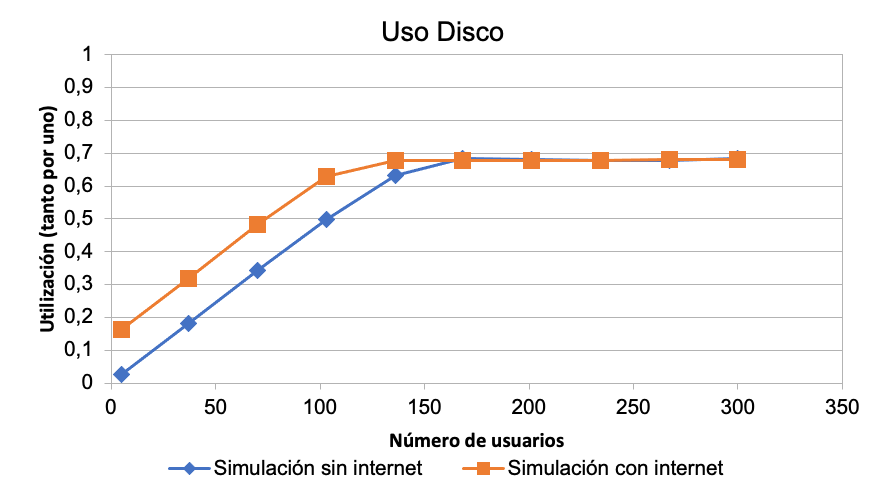 Uso Disco
1
0,9
0,8
0,7
0,6
0,5
0,4
0,3
0,2
0,1
0
Utilización (tanto por uno)
0 50 100 150 200 250 300 350
Número de usuarios
Simulación sin internet Simulación con internet